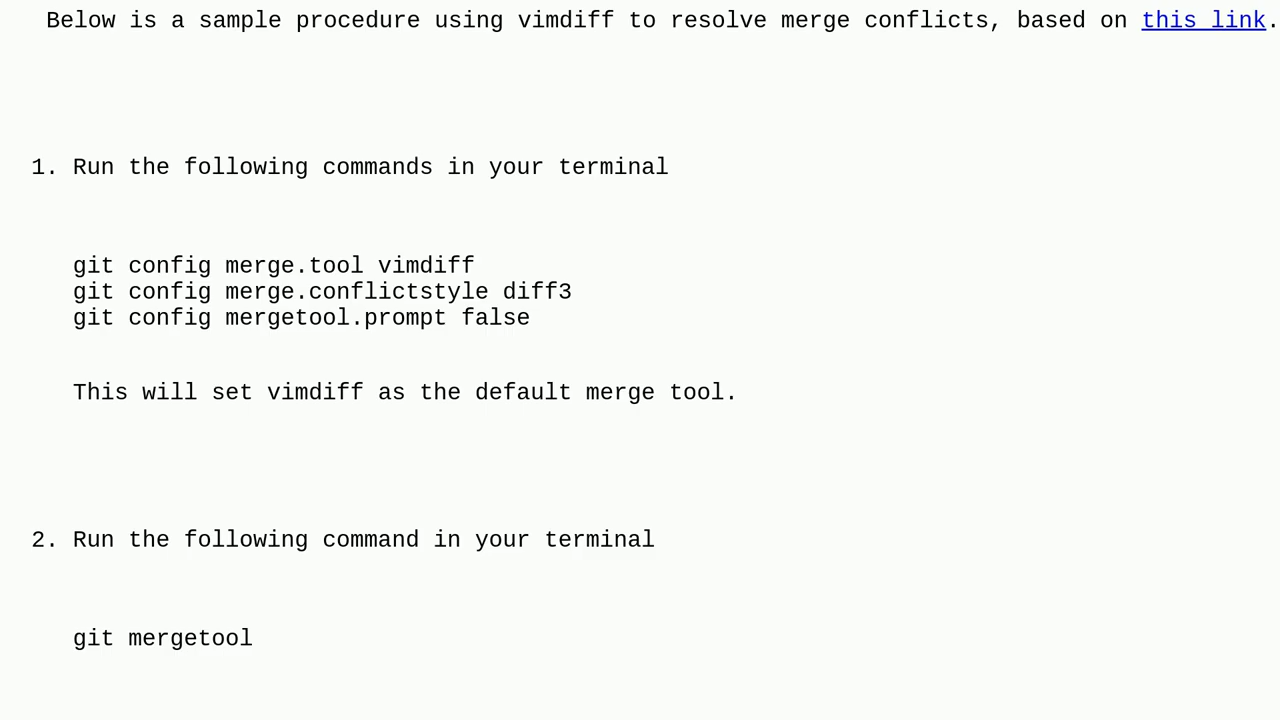 Below is a sample procedure using vimdiff to resolve merge conflicts, based on this link.
1. Run the following commands in your terminal
git config merge.tool vimdiff
git config merge.conflictstyle diff3
git config mergetool.prompt false
This will set vimdiff as the default merge tool.
2. Run the following command in your terminal
git mergetool